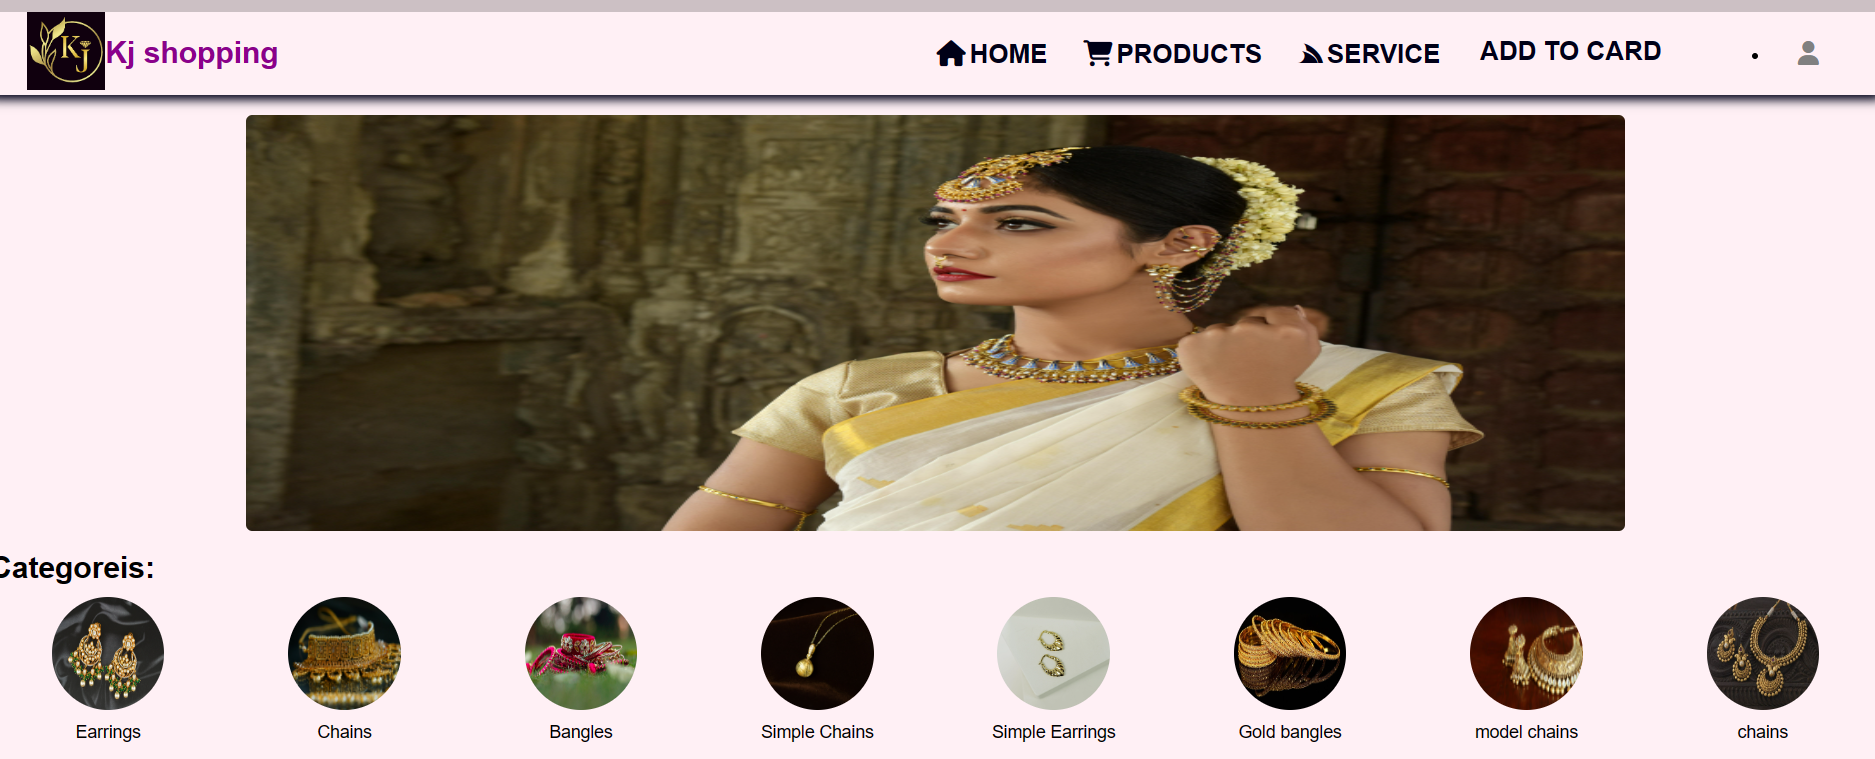 KJ
Kj shopping
HOME
PRODUCTS
SERVICE
ADD TO CARD
Categoreis:
Earrings
Chains
Bangles
Simple Chains
Simple Earrings
Gold bangles
model chains
chains